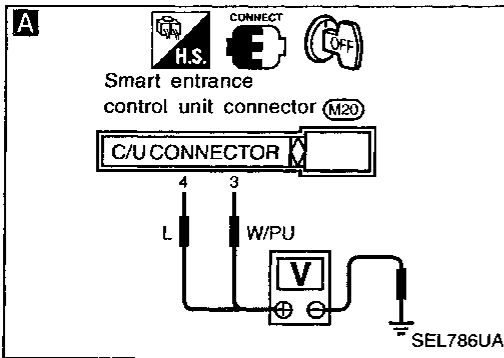 A
H.S.
CONNECT
OFF
Smart entrance
control unit connector M20
C/U CONNECTOR
4 3
L W/PU
V
SEL786UA